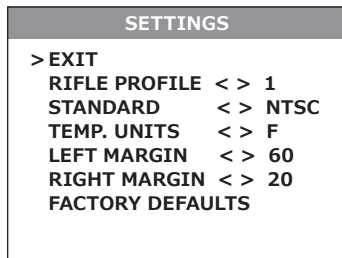 SETTINGS
> EXIT
RIFLE PROFILE < > 1
STANDARD < > NTSC
TEMP. UNITS < > F
LEFT MARGIN < > 60
RIGHT MARGIN < > 20
FACTORY DEFAULTS